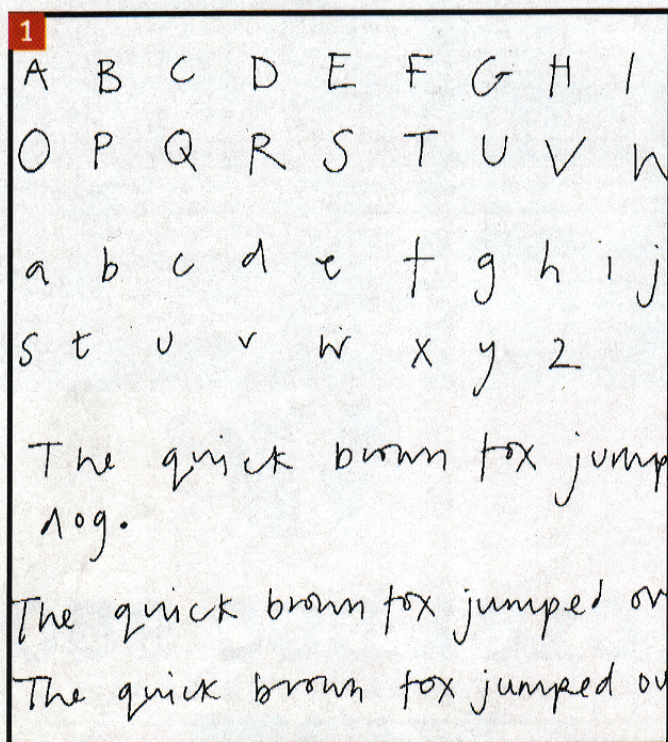 1
A B C D E F G H I
O P Q R S T U V
a b c d e f g h i j
s t u v w x y z
The quick brown fox jump
dog.
The quick brown fox jumped ov
The quick brown fox jumped ov